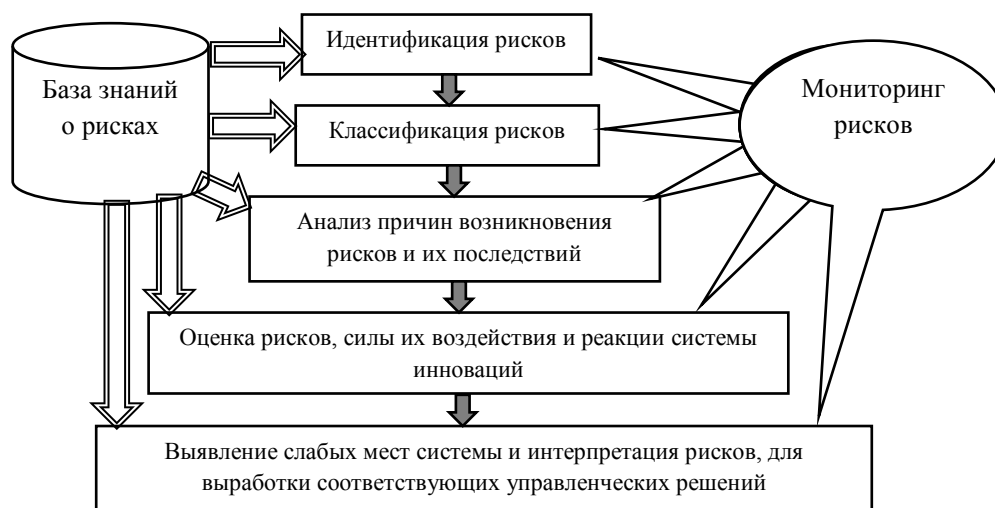 База знаний
о рисках
Идентификация рисков
Классификация рисков
Мониторинг
рисков
Анализ причин возникновения
рисков и их последствий
Оценка рисков, силы их воздействия и реакции системы
инноваций
Выявление слабых мест системы и интерпретация рисков, для
выработки соответствующих управленческих решений